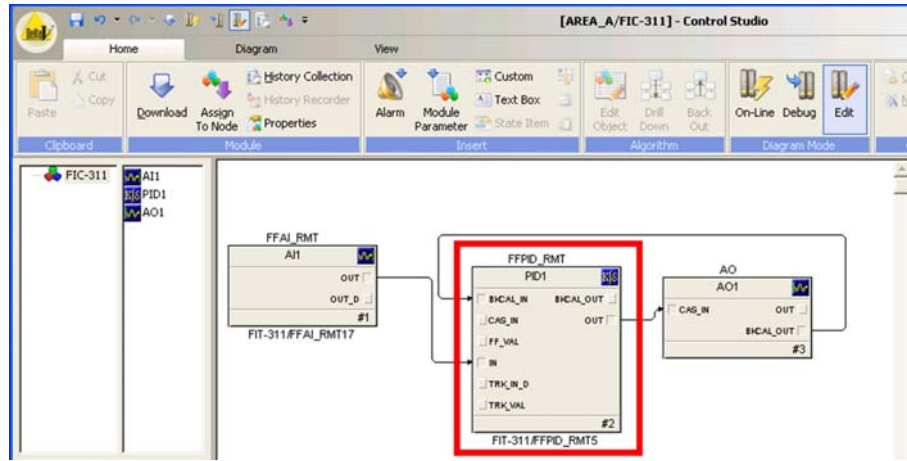 [AREA_A/FIC-311] - Control Studio
DeltaV
Home Diagram View
Paste
Cut
Copy
Clipboard
Download
Assign To Node
History Collection
History Recorder
Properties
Module
Alarm
Module Parameter
Custom
Text Box
State Item
Insert
Edit Object
Drill Down
Back Out
Algorithm
On-Line
Debug
Edit
Diagram Mode
FIC-311
AI1
PID1
AO1
FFAI_RMT
AI1
OUT
OUT_D
#1
FIT-311/FFAI_RMT17
FFPID_RMT
PID1
BKCAL_IN BKCAL_OUT
CAS_IN OUT
FF_VAL
IN
TRK_IN_D
TRK_VAL
#2
FIT-311/FFPID_RMT5
AO
AO1
CAS_IN OUT
BKCAL_OUT
#3